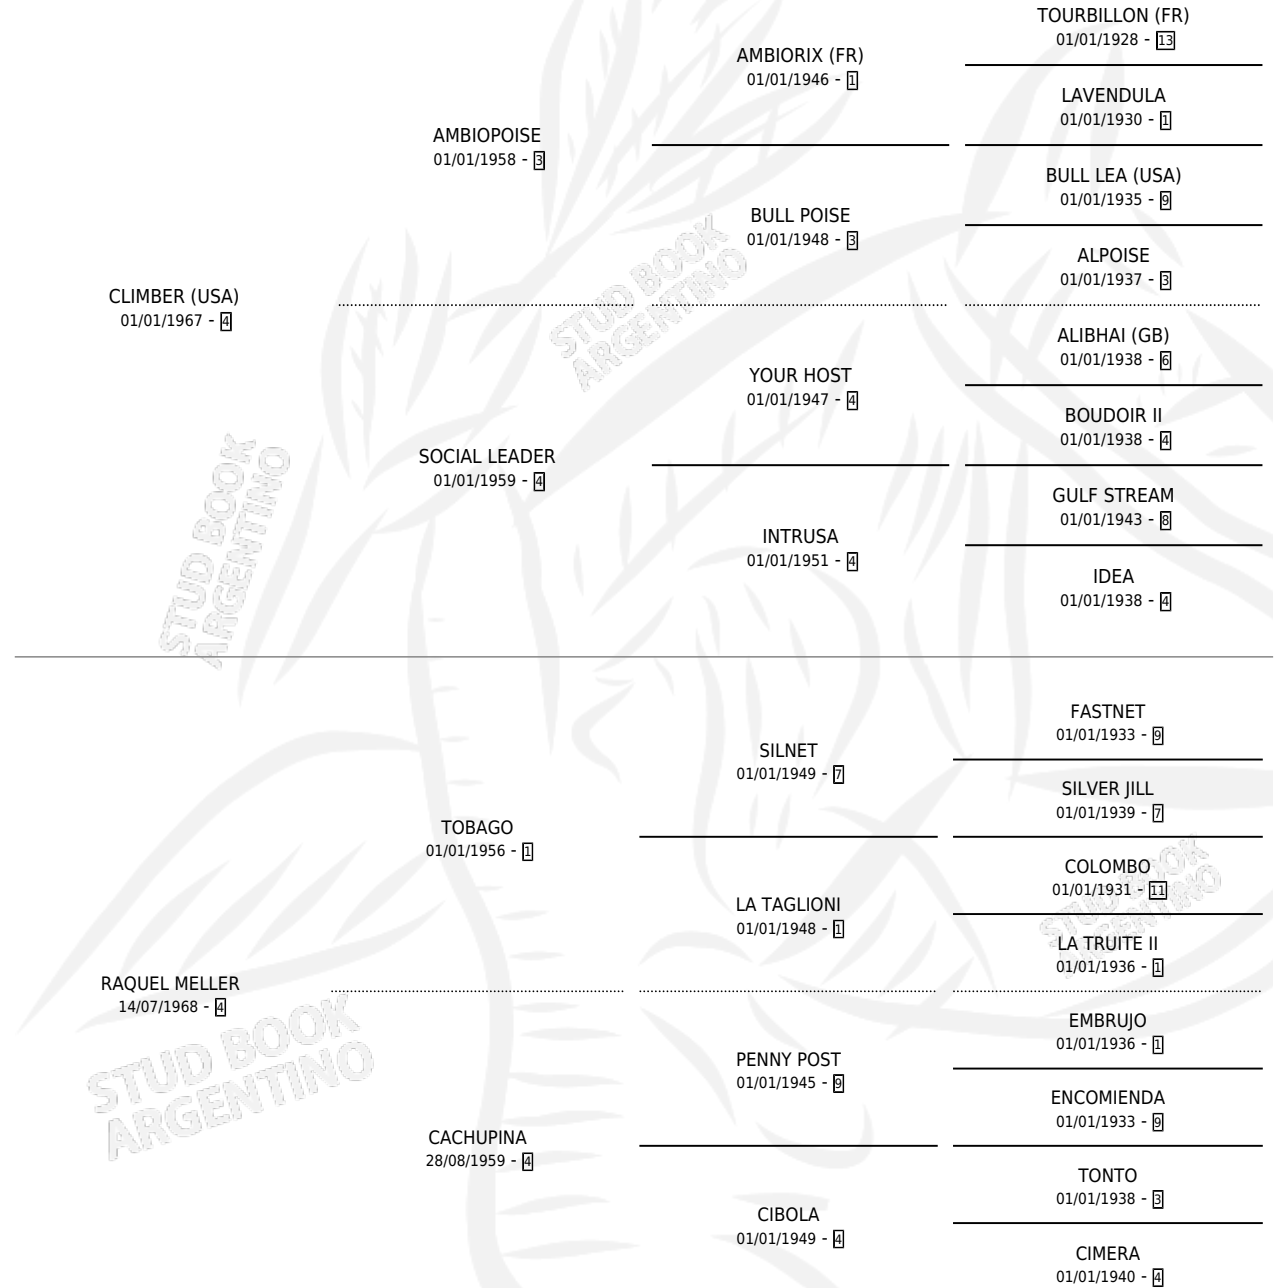 TOURBILLON (FR)
01/01/1928 - 13
AMBIORIX (FR)
01/01/1946 - 1
LAVENDULA
01/01/1930 - 1
AMBIOPOISE
01/01/1958 - 3
BULL LEA (USA)
01/01/1935 - 9
BULL POISE
01/01/1948 - 3
ALPOISE
01/01/1937 - 3
CLIMBER (USA)
01/01/1967 - 4
ALIBHAI (GB)
01/01/1938 - 6
YOUR HOST
01/01/1947 - 4
BOUDOIR II
01/01/1938 - 4
SOCIAL LEADER
01/01/1959 - 4
GULF STREAM
01/01/1943 - 8
INTRUSA
01/01/1951 - 4
IDEA
01/01/1938 - 4
FASTNET
01/01/1933 - 9
SILNET
01/01/1949 - 7
SILVER JILL
01/01/1939 - 7
TOBAGO
01/01/1956 - 1
COLOMBO
01/01/1931 - 11
LA TAGLIONI
01/01/1948 - 1
LA TRUITE II
01/01/1936 - 1
RAQUEL MELLER
14/07/1968 - 4
EMBRUJO
01/01/1936 - 1
PENNY POST
01/01/1945 - 9
ENCOMIENDA
01/01/1933 - 9
CACHUPINA
28/08/1959 - 4
TONTO
01/01/1938 - 3
CIBOLA
01/01/1949 - 4
CIMERA
01/01/1940 - 4
STUD BOOK
ARGENTINO
STUD BOOK
ARGENTINO
STUD BOOK
ARGENTINO
STUD BOOK
ARGENTINO